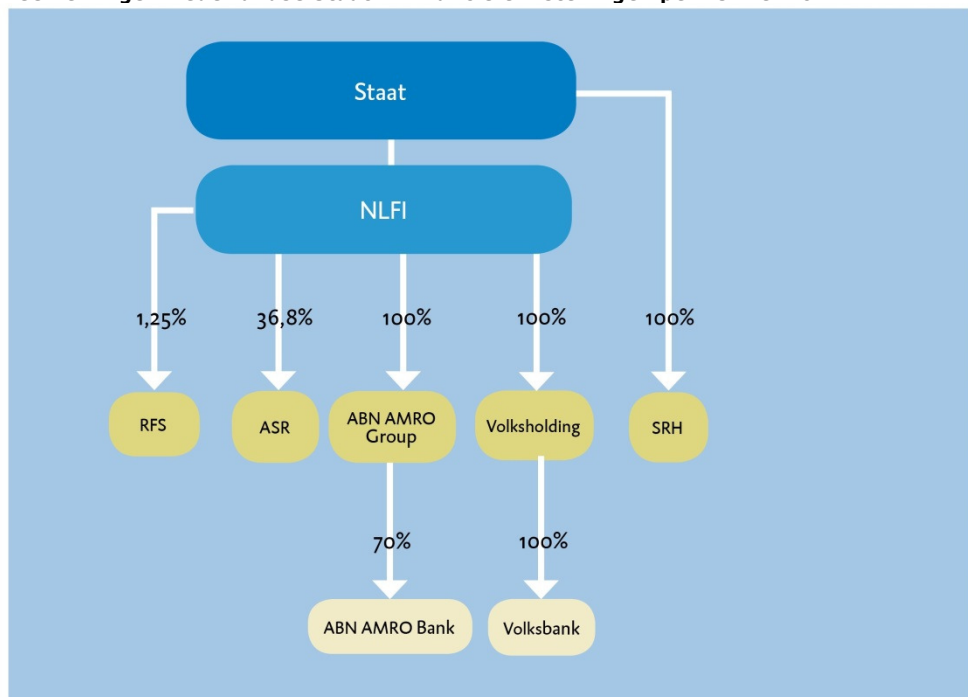 Staat
NLFI
1,25%
36,8%
100%
100%
100%
RFS
ASR
ABN AMRO
Group
Volksholding
SRH
70%
100%
ABN AMRO Bank
Volksbank